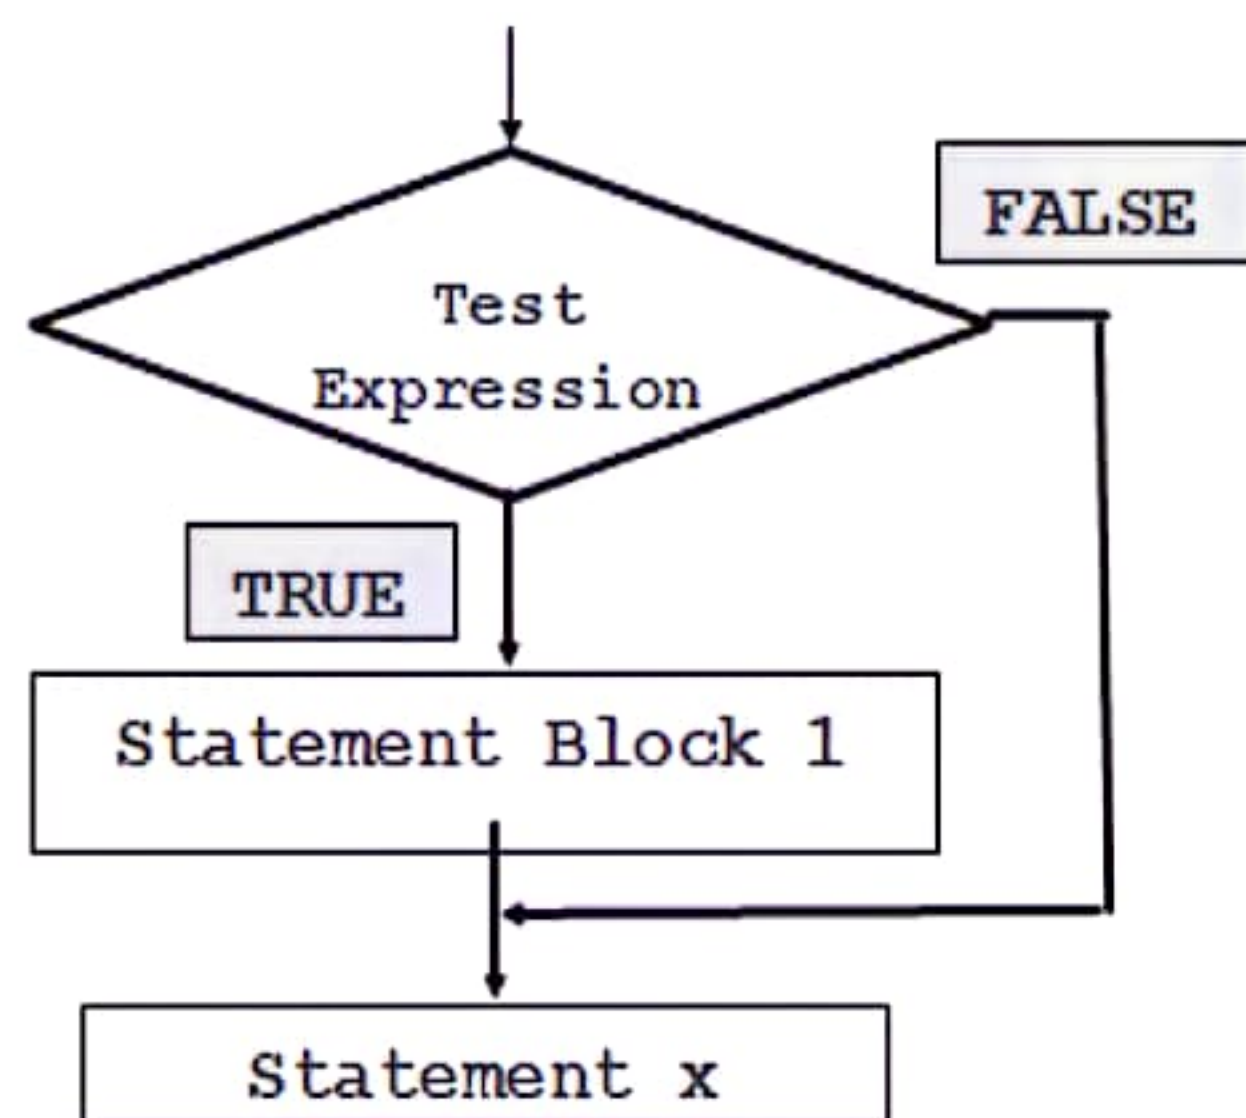 FALSE
Test
Expression
TRUE
Statement Block 1
Statement x